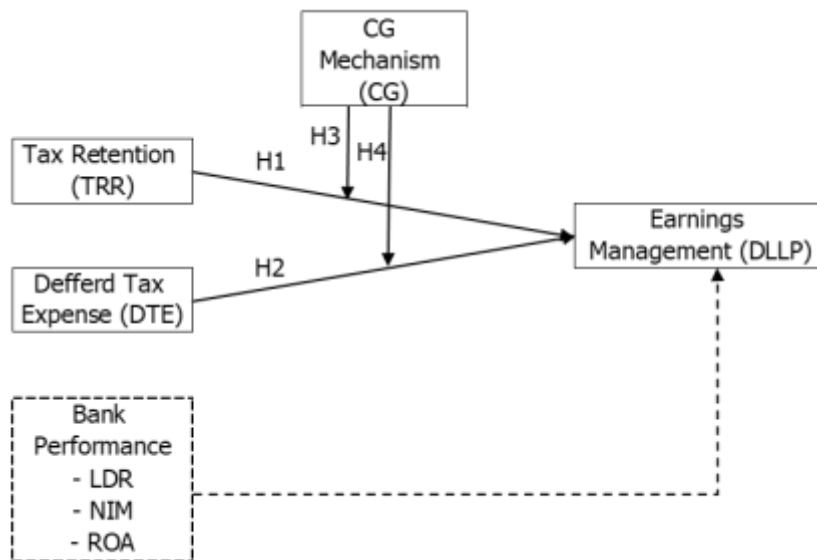 CG
Mechanism
(CG)
H3
H4
Tax Retention
(TRR)
H1
Earnings
Management (DLLP)
Defferd Tax
Expense (DTE)
H2
Bank
Performance
- LDR
- NIM
- ROA